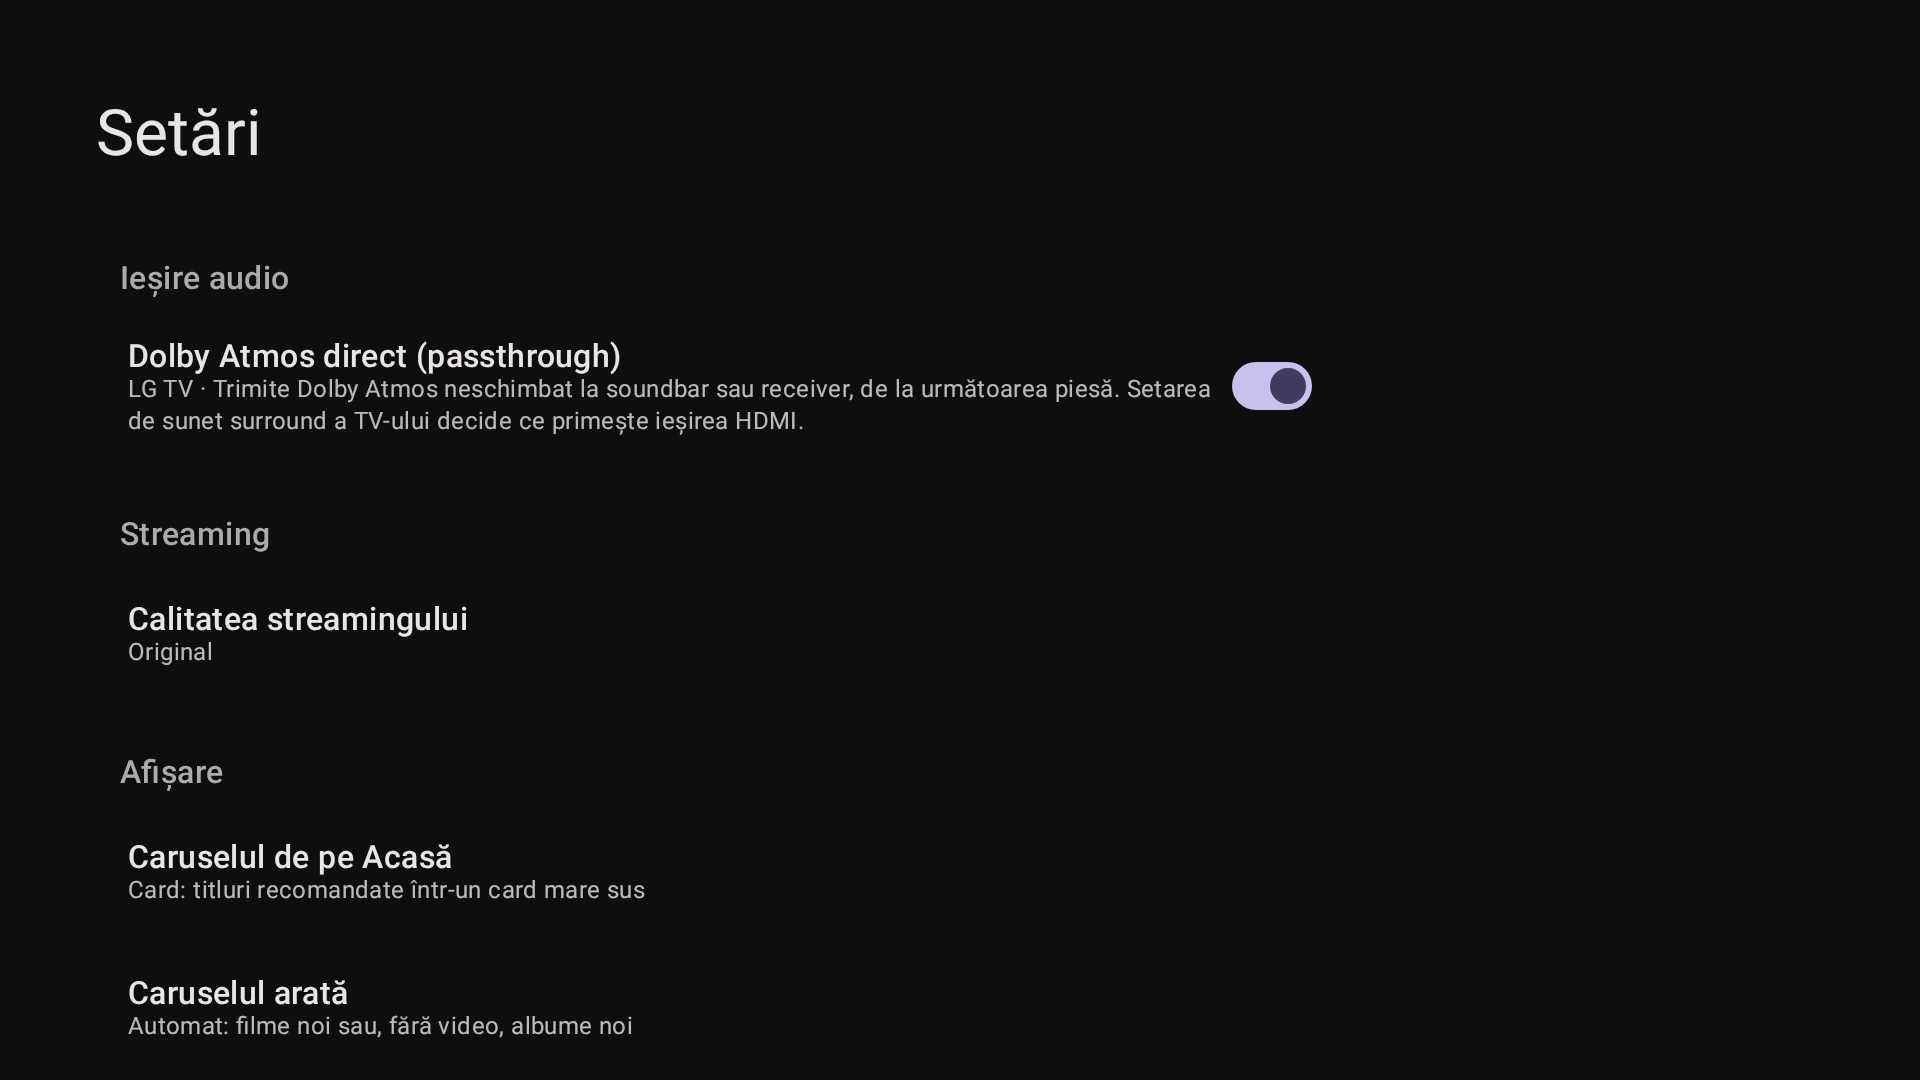 Setări
Ieșire audio
Dolby Atmos direct (passthrough)
LG TV · Trimite Dolby Atmos neschimbat la soundbar sau receiver, de la următoarea piesă. Setarea
de sunet surround a TV-ului decide ce primește ieșirea HDMI.
Streaming
Calitatea streamingului
Original
Afișare
Caruselul de pe Acasă
Card: titluri recomandate într-un card mare sus
Caruselul arată
Automat: filme noi sau, fără video, albume noi